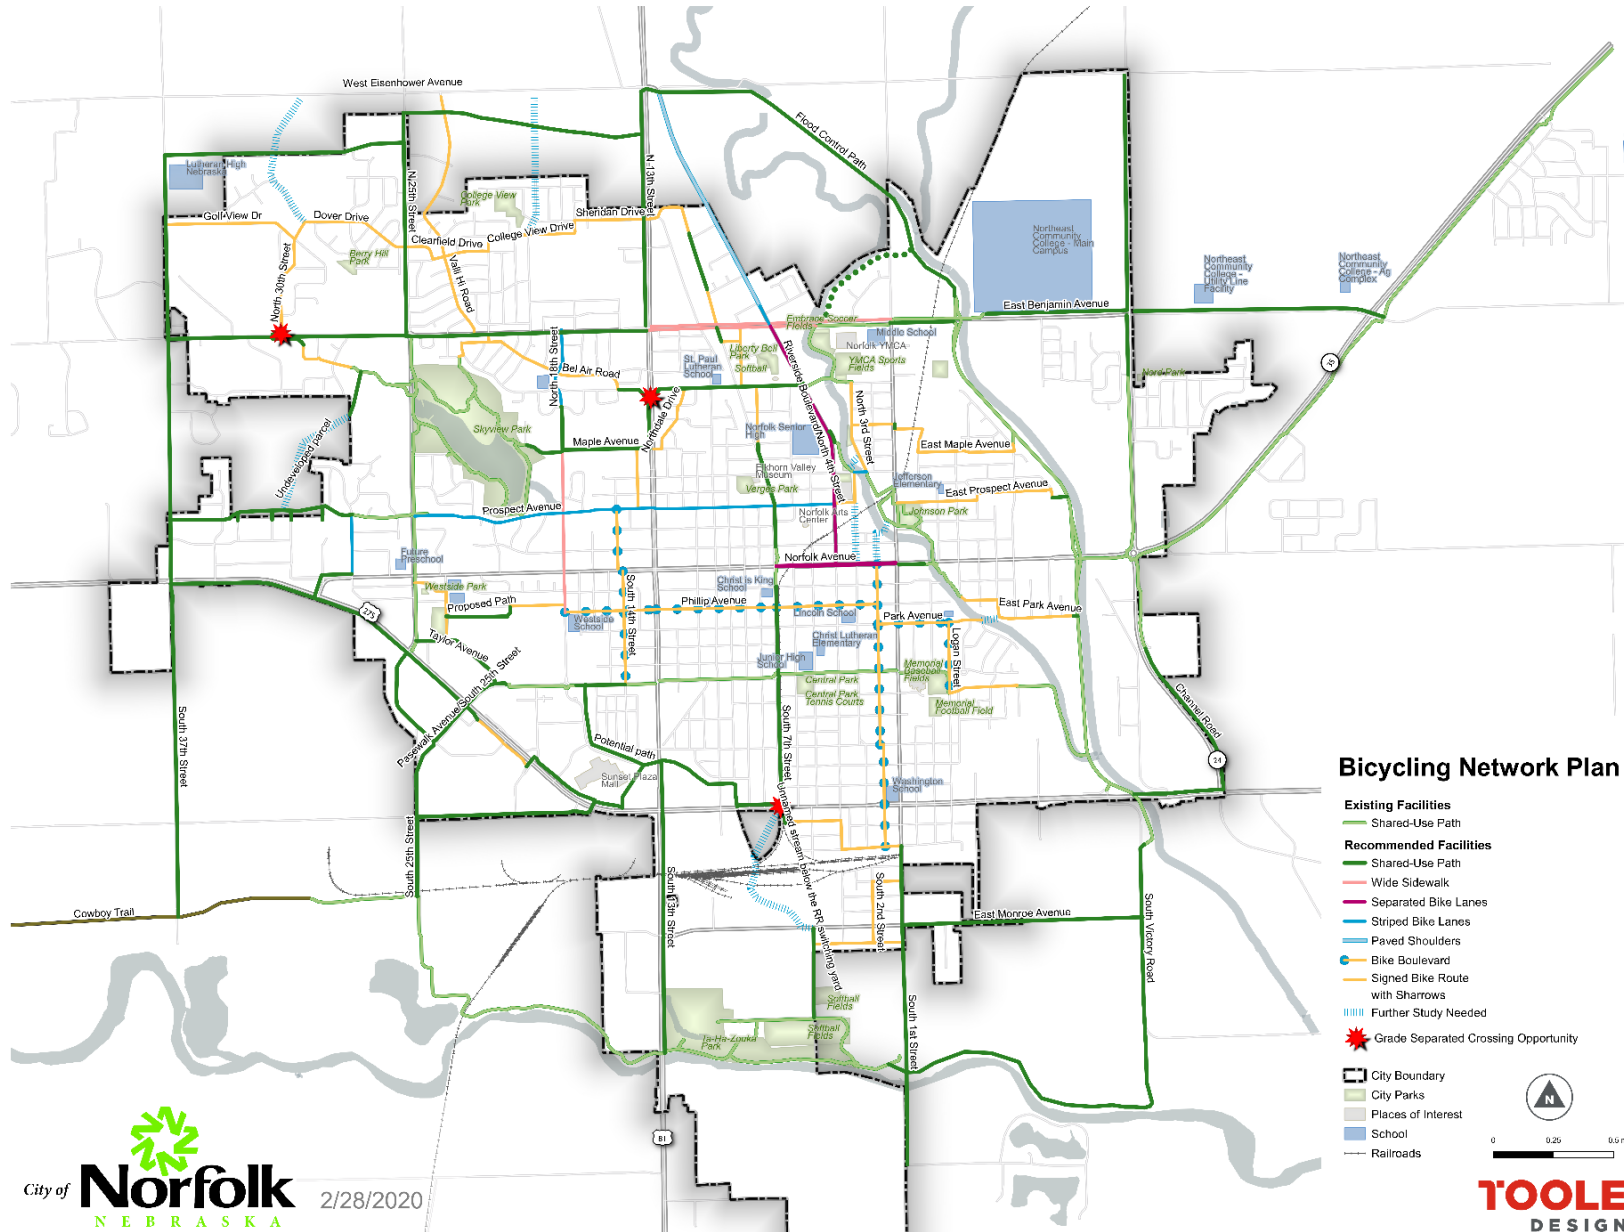 West Eisenhower Avenue
Flood Control Path
Lutheran High
Nebraska
N 25th Street
N. 13th Street
College View
Park
Golf View Dr
Dover Drive
Sheridan Drive
College View Drive
Clearfield Drive
Berry Hill
Park
Valli Hi Road
North 30th Street
Northeast
Community
College - Main
Campus
Northeast
Community
College -
Utility Line
Facility
Northeast
Community
College - Ag
Complex
East Benjamin Avenue
Embrace Soccer
Fields
Middle School
Norfolk YMCA
YMCA Sports
Fields
Liberty Bell
Park
Softball
St. Paul
Lutheran
School
North 18th Street
Bel Air Road
Riverside Boulevard/North 4th Street
35
Northdale Drive
North 3rd Street
Skyview Park
Maple Avenue
Norfolk Senior
High
East Maple Avenue
Undeveloped parcel
Elkhorn Valley
Museum
Verges Park
Jefferson
Elementary
East Prospect Avenue
Prospect Avenue
Norfolk Arts
Center
Johnson Park
Norfolk Avenue
Future
Preschool
Westside Park
Proposed Path
South 14th Street
Christ is King
School
Phillip Avenue
Lincoln School
Park Avenue
East Park Avenue
275
Westside
School
Taylor Avenue
Christ Lutheran
Elementary
Junior High
School
Logan Street
Memorial
Baseball
Fields
Central Park
Central Park
Tennis Courts
Memorial
Football Field
Pasewalk Avenue/South 25th Street
South 37th Street
South 7th Street
Channel Road
Potential path
24
Sunset Plaza
Mall
Washington
School
Unnamed stream below the RR switching yard
South 25th Street
South 13th Street
South 2nd Street
East Monroe Avenue
Cowboy Trail
South Victory Road
South 1st Street
Softball
Fields
Softball
Fields
Ta-Ha-Zouka
Park
81
Bicycling Network Plan
Existing Facilities
Shared-Use Path
Recommended Facilities
Shared-Use Path
Wide Sidewalk
Separated Bike Lanes
Striped Bike Lanes
Paved Shoulders
Bike Boulevard
Signed Bike Route
with Sharrows
Further Study Needed
Grade Separated Crossing Opportunity
City Boundary
City Parks
Places of Interest
School
Railroads
N
0 0.25
City of Norfolk
NEBRASKA
2/28/2020
TOOLE
DESIGN